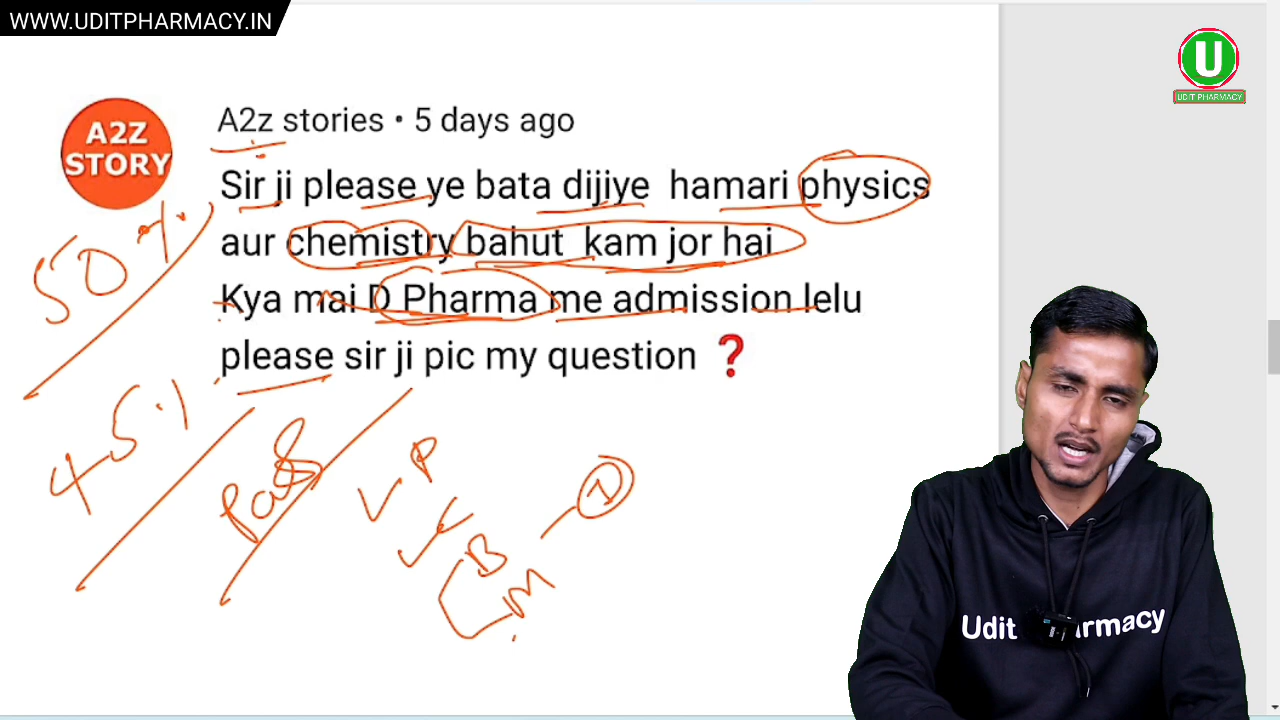 WWW.UDITPHARMACY.IN
U
UDIT PHARMACY
A2Z
STORY
A2z stories • 5 days ago
Sir ji please ye bata dijiye hamari physics
aur chemistry bahut kam jor hai
Kya mai D Pharma me admission lelu
please sir ji pic my question ❓
50%
45%
Pass
P
B
M
Udit Pharmacy